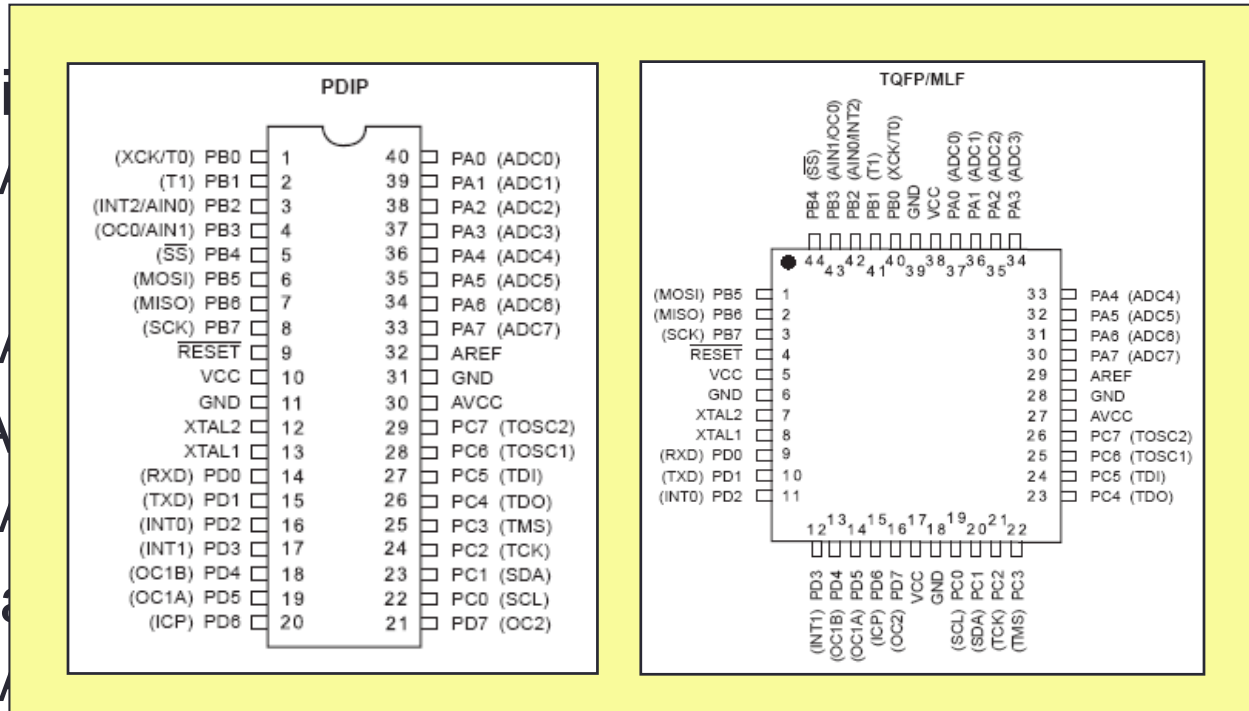 PDIP
(XCK/T0) PB0 1 40 PA0 (ADC0)
(T1) PB1 2 39 PA1 (ADC1)
(INT2/AIN0) PB2 3 38 PA2 (ADC2)
(OC0/AIN1) PB3 4 37 PA3 (ADC3)
(SS) PB4 5 36 PA4 (ADC4)
(MOSI) PB5 6 35 PA5 (ADC5)
(MISO) PB6 7 34 PA6 (ADC6)
(SCK) PB7 8 33 PA7 (ADC7)
RESET 9 32 AREF
VCC 10 31 GND
GND 11 30 AVCC
XTAL2 12 29 PC7 (TOSC2)
XTAL1 13 28 PC6 (TOSC1)
(RXD) PD0 14 27 PC5 (TDI)
(TXD) PD1 15 26 PC4 (TDO)
(INT0) PD2 16 25 PC3 (TMS)
(INT1) PD3 17 24 PC2 (TCK)
(OC1B) PD4 18 23 PC1 (SDA)
(OC1A) PD5 19 22 PC0 (SCL)
(ICP) PD6 20 21 PD7 (OC2)
TQFP/MLF
PB4 (SS)
PB3 (AIN1/OC0)
PB2 (AIN0/INT2)
PB1 (T1)
PB0 (XCK/T0)
GND
VCC
PA0 (ADC0)
PA1 (ADC1)
PA2 (ADC2)
PA3 (ADC3)
44 43 42 41 40 39 38 37 36 35 34
(MOSI) PB5 1 33 PA4 (ADC4)
(MISO) PB6 2 32 PA5 (ADC5)
(SCK) PB7 3 31 PA6 (ADC6)
RESET 4 30 PA7 (ADC7)
VCC 5 29 AREF
GND 6 28 GND
XTAL2 7 27 AVCC
XTAL1 8 26 PC7 (TOSC2)
(RXD) PD0 9 25 PC6 (TOSC1)
(TXD) PD1 10 24 PC5 (TDI)
(INT0) PD2 11 23 PC4 (TDO)
12 13 14 15 16 17 18 19 20 21 22
(INT1) PD3
(OC1B) PD4
(OC1A) PD5
(ICP) PD6
(OC2) PD7
VCC
GND
(SCL) PC0
(SDA) PC1
(TCK) PC2
(TMS) PC3